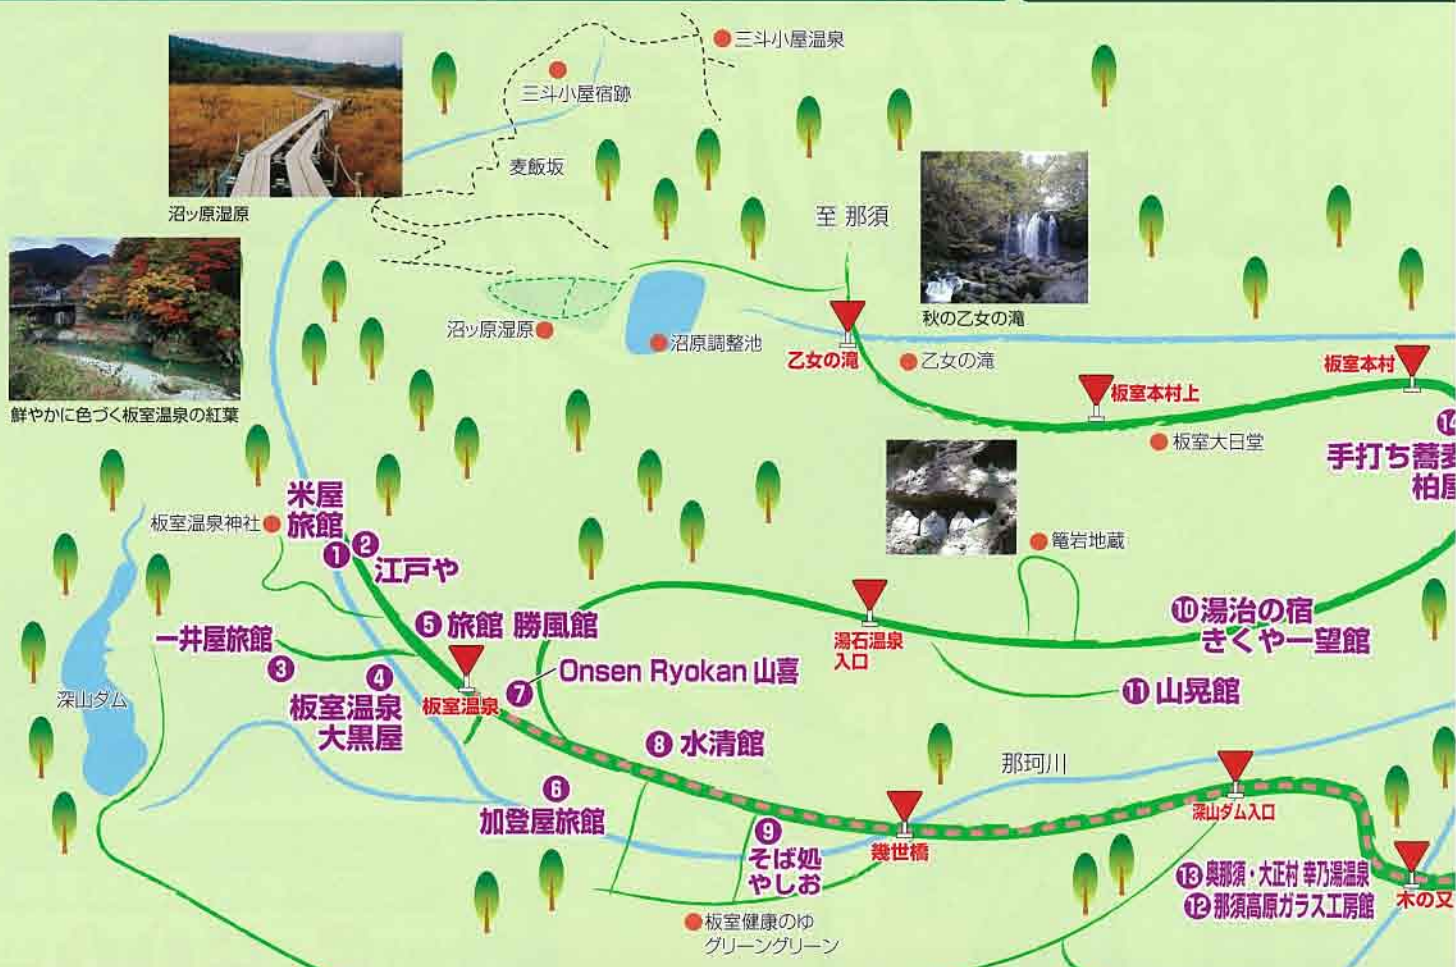 三斗小屋温泉
三斗小屋宿跡
麦飯坂
沼ッ原湿原
至 那須
秋の乙女の滝
鮮やかに色づく板室温泉の紅葉
沼ッ原湿原
沼原調整池
乙女の滝
乙女の滝
板室本村上
板室本村
板室大日堂
14
手打ち蕎麦
柏屋
板室温泉神社
米屋
旅館
1
2
江戸や
籠岩地蔵
5 旅館 勝風館
一井屋旅館
3
4
板室温泉
大黒屋
板室温泉
7
Onsen Ryokan 山喜
湯石温泉
入口
10 湯治の宿
きくや一望館
11 山晃館
深山ダム
8 水清館
那珂川
6
加登屋旅館
9
そば処
やしお
幾世橋
深山ダム入口
13 奥那須・大正村 幸乃湯温泉
12 那須高原ガラス工房館
木の又
板室健康のゆ
グリーングリーン